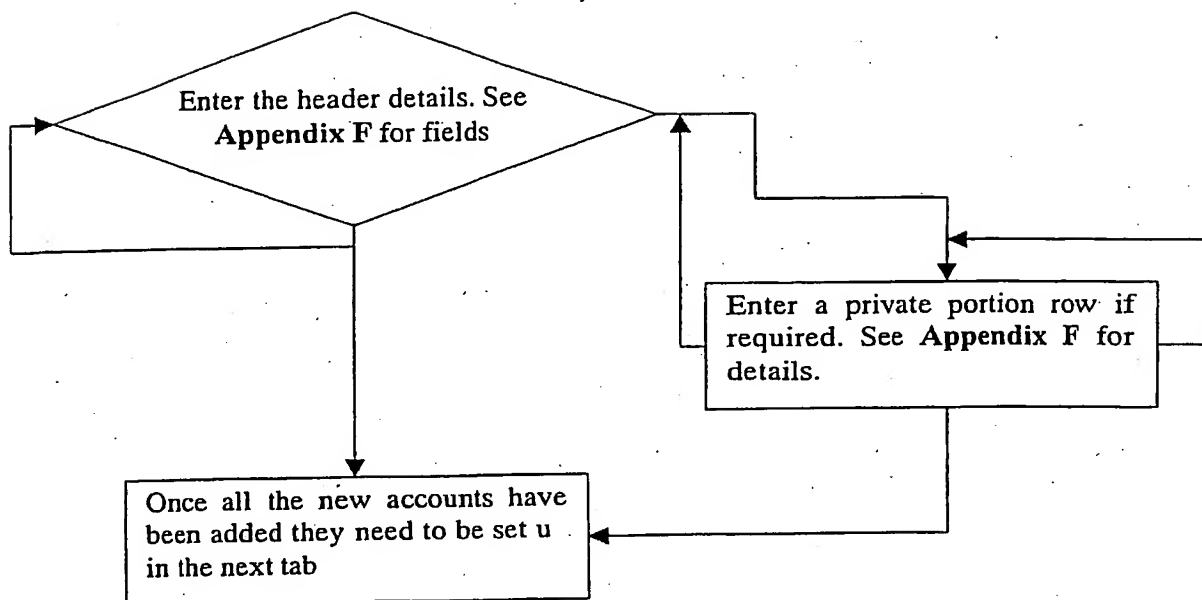 Enter the header details. See
Appendix F for fields
Enter a private portion row if
required. See Appendix F for
details.
Once all the new accounts have
been added they need to be set u
in the next tab